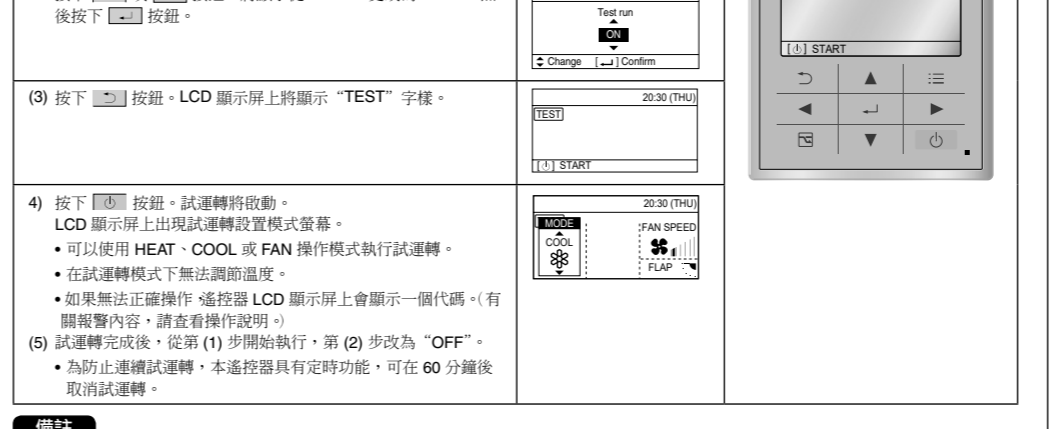 後按下 按鈕。
Test run
ON
Change [ ] Confirm
[ ] START
(3) 按下 按鈕。LCD 顯示屏上將顯示“TEST”字樣。
20:30 (THU)
TEST
[ ] START
4) 按下 按鈕。試運轉將啟動。
LCD 顯示屏上出現試運轉設置模式螢幕。
• 可以使用 HEAT、COOL 或 FAN 操作模式執行試運轉。
• 在試運轉模式下無法調節溫度。
• 如果無法正確操作,遙控器 LCD 顯示屏上會顯示一個代碼。(有
關報警內容,請查看操作說明。)
(5) 試運轉完成後,從第 (1) 步開始執行,第 (2) 步改為“OFF”。
• 為防止連續試運轉,本遙控器具有定時功能,可在 60 分鐘後
取消試運轉。
20:30 (THU)
MODE
FAN SPEED
COOL
FLAP
備註